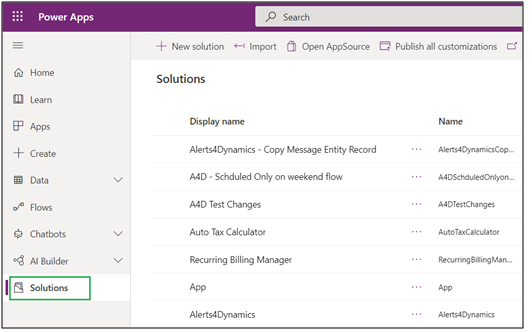 Power Apps
Search
New solution
Import
Open AppSource
Publish all customizations
Home
Learn
Apps
Create
Data
Flows
Chatbots
AI Builder
Solutions
Solutions
Display name Name
Alerts4Dynamics - Copy Message Entity Record ... Alerts4DynamicsCop...
A4D - Schduled Only on weekend flow ... A4DSchduledOnlyon...
A4D Test Changes ... A4DTestChanges
Auto Tax Calculator ... AutoTaxCalculator
Recurring Billing Manager ... RecurringBillingMan...
App ... App
Alerts4Dynamics ... Alerts4Dynamics